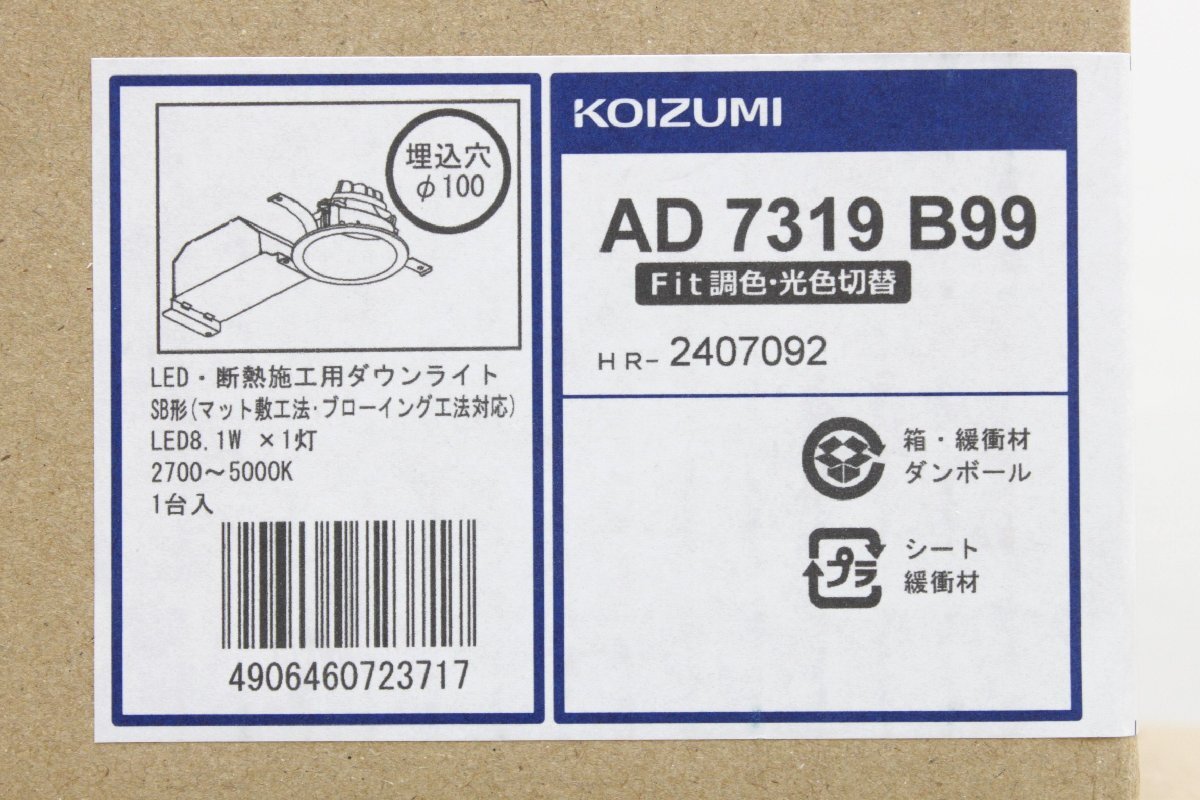 埋込穴
φ100
LED・断熱施工用ダウンライト
SB形(マット敷工法・ブローイング工法対応)
LED8.1W ×1灯
2700～5000K
1台入
4906460723717
KOIZUMI
AD 7319 B99
Fit調色・光色切替
HR- 2407092
箱・緩衝材
ダンボール
プラ
シート
緩衝材